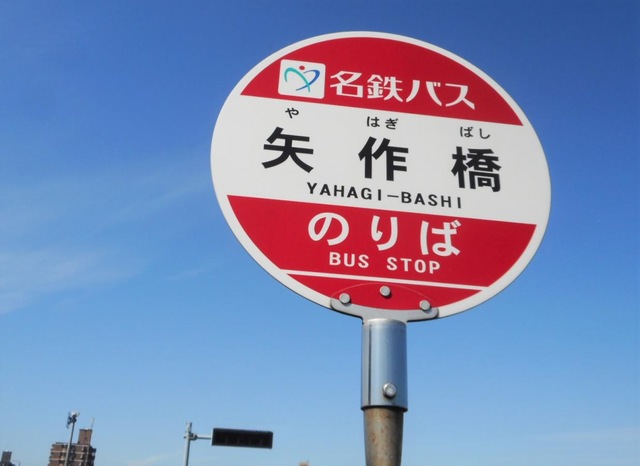 名鉄バス
や はぎ ばし
矢作橋
YAHAGI-BASHI
のりば
BUS STOP